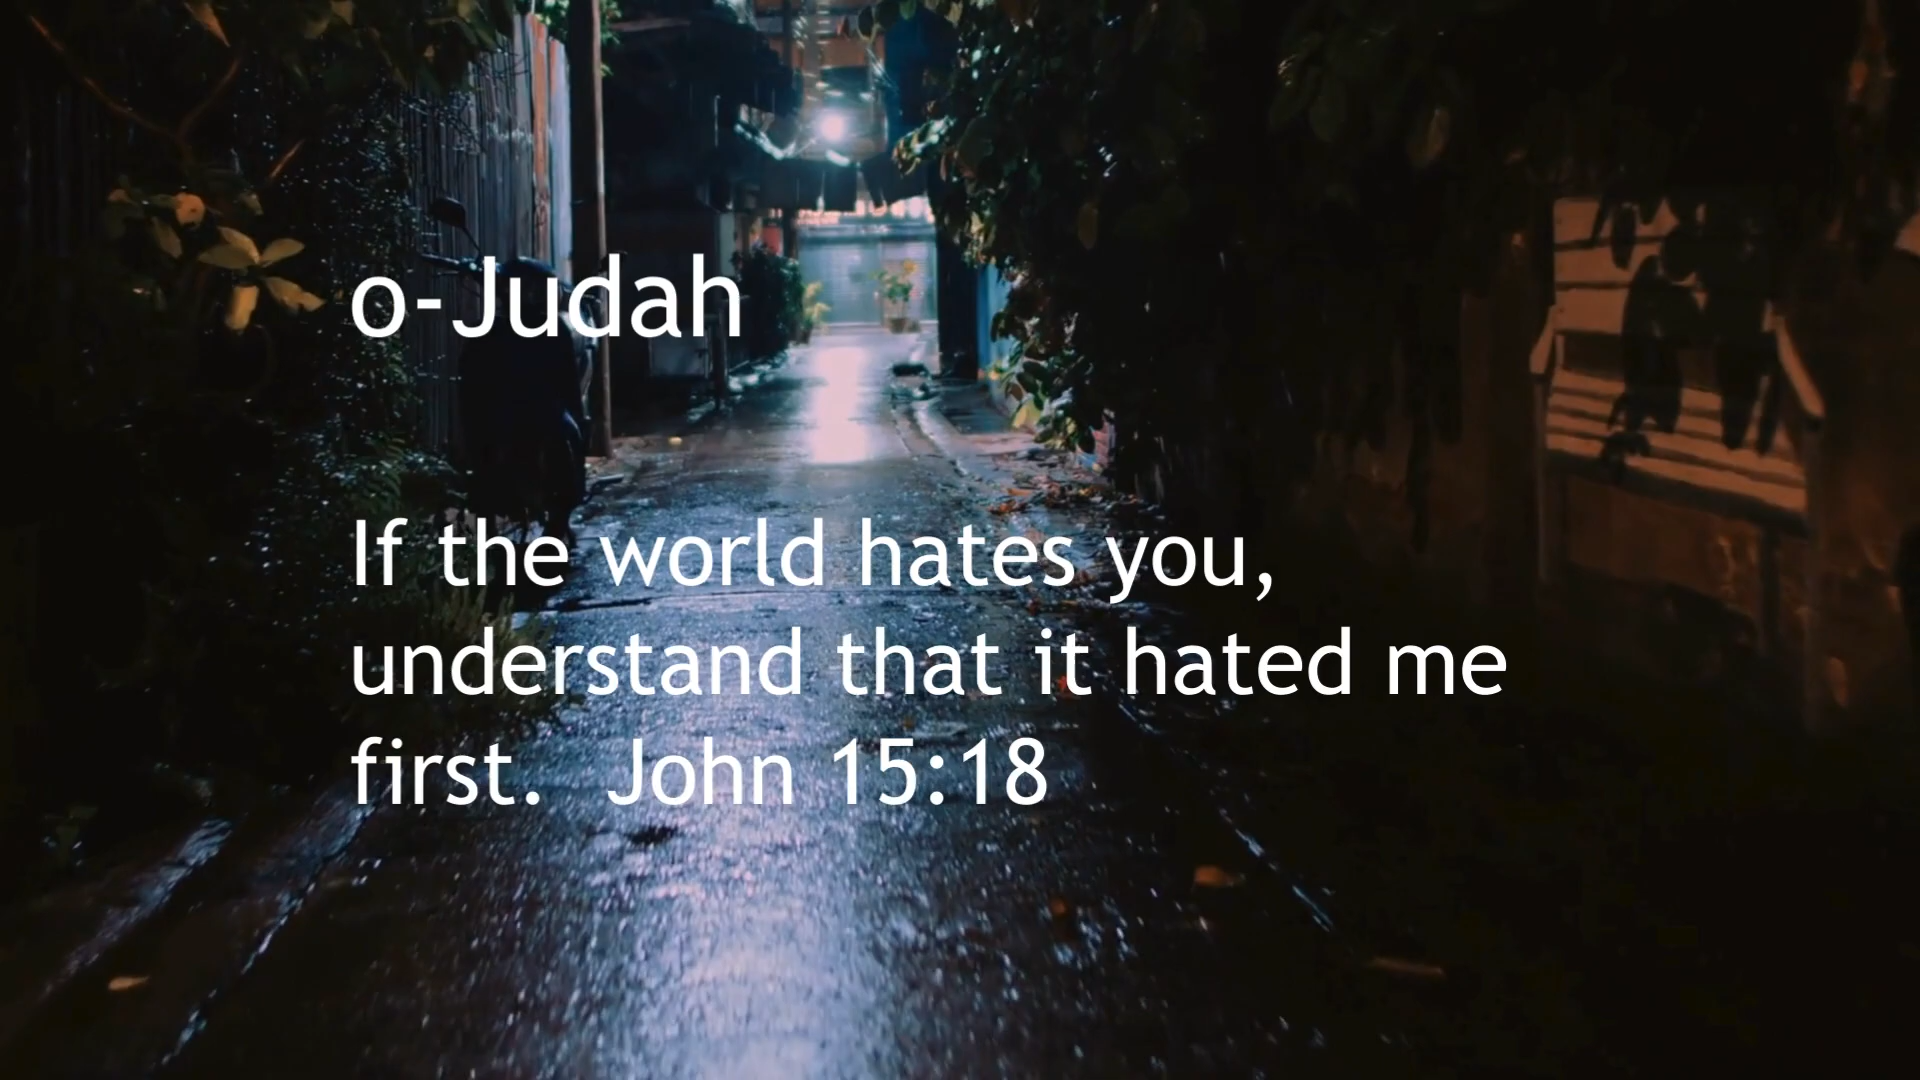 o-Judah
If the world hates you,
understand that it hated me
first.  John 15:18